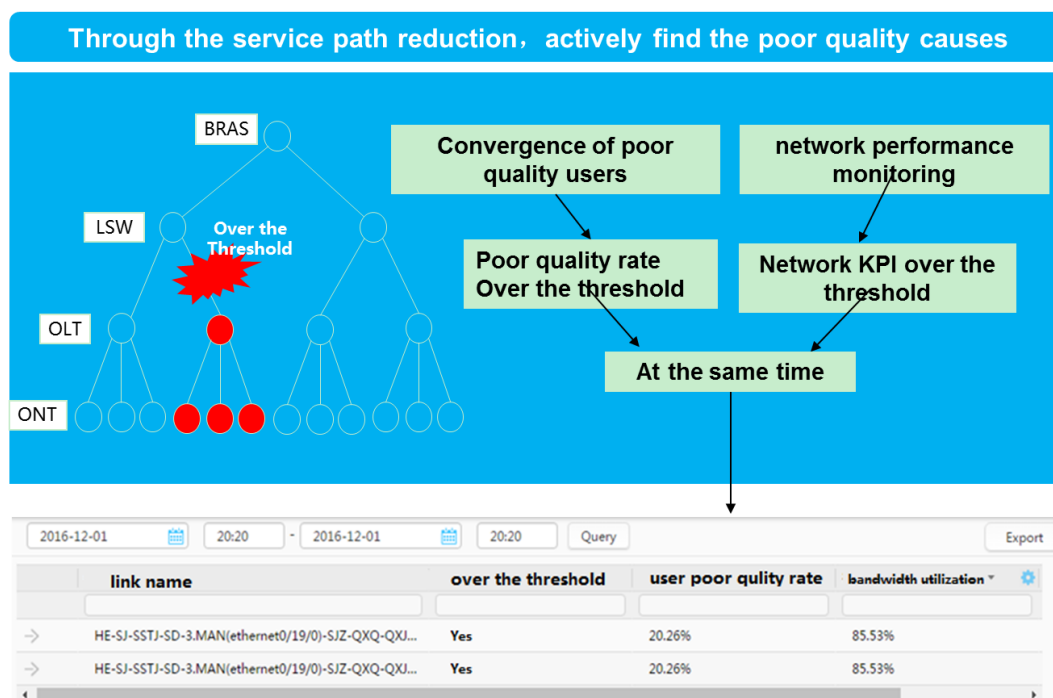 Through the service path reduction，actively find the poor quality causes
BRAS
LSW
OLT
ONT
Over the
Threshold
Convergence of poor
quality users
network performance
monitoring
Poor quality rate
Over the threshold
Network KPI over the
threshold
At the same time
2016-12-01 20:20 - 2016-12-01 20:20 Query Export
link name over the threshold user poor qulity rate bandwidth utilization
HE-SJ-SSTJ-SD-3.MAN(ethernet0/19/0)-SJZ-QXQ-QXJ... Yes 20.26% 85.53%
HE-SJ-SSTJ-SD-3.MAN(ethernet0/19/0)-SJZ-QXQ-QXJ... Yes 20.26% 85.53%